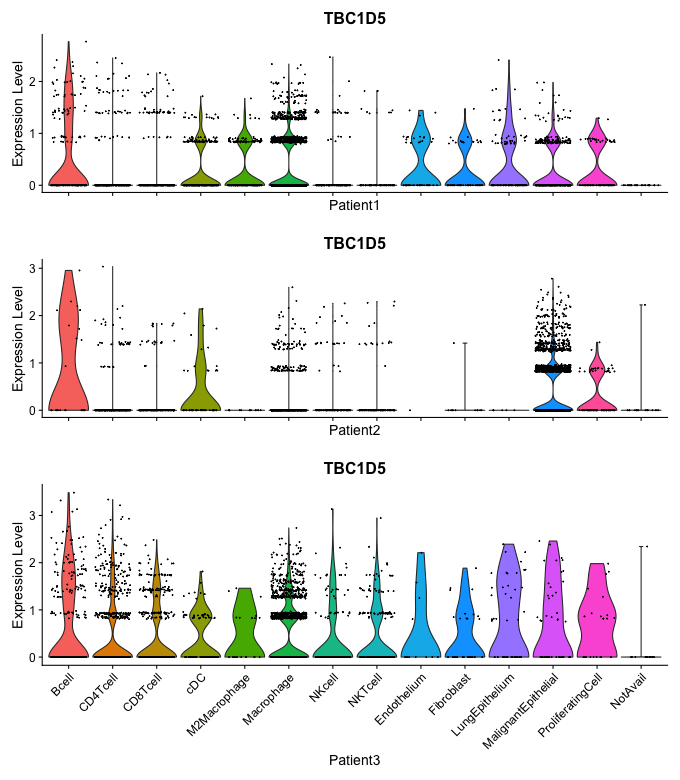 TBC1D5
Expression Level
2
1
0
Patient1
TBC1D5
Expression Level
3
2
1
0
Patient2
TBC1D5
Expression Level
3
2
1
0
Bcell
CD4Tcell
CD8Tcell
cDC
M2Macrophage
Macrophage
NKcell
NKTcell
Endothelium
Fibroblast
LungEpithelium
MalignantEpithelial
ProliferatingCell
NotAvail
Patient3